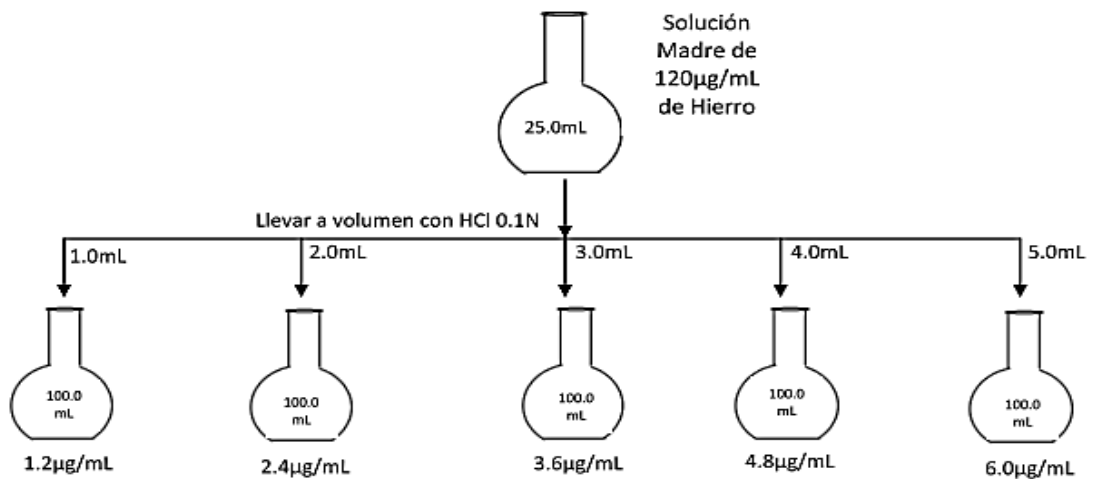 Solución
Madre de
120µg/mL
de Hierro
25.0mL
Llevar a volumen con HCl 0.1N
1.0mL
2.0mL
3.0mL
4.0mL
5.0mL
100.0
mL
100.0
mL
100.0
mL
100.0
mL
100.0
mL
1.2µg/mL
2.4µg/mL
3.6µg/mL
4.8µg/mL
6.0µg/mL